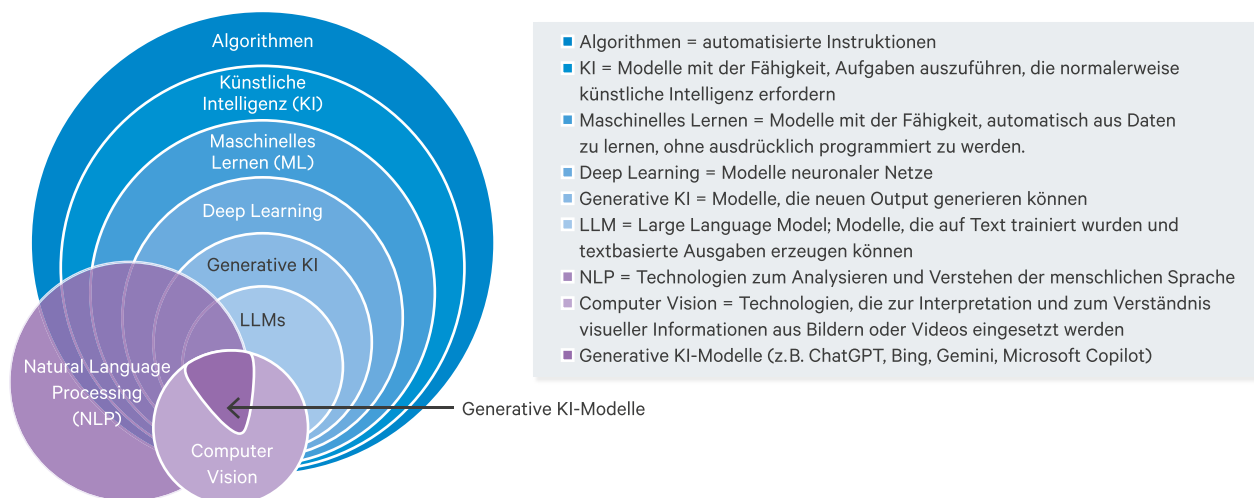 Algorithmen
Künstliche
Intelligenz (KI)
Maschinelles
Lernen (ML)
Deep Learning
Generative KI
LLMs
Natural Language
Processing
(NLP)
Computer
Vision
Generative KI-Modelle
Algorithmen = automatisierte Instruktionen
KI = Modelle mit der Fähigkeit, Aufgaben auszuführen, die normalerweise
künstliche Intelligenz erfordern
Maschinelles Lernen = Modelle mit der Fähigkeit, automatisch aus Daten
zu lernen, ohne ausdrücklich programmiert zu werden.
Deep Learning = Modelle neuronaler Netze
Generative KI = Modelle, die neuen Output generieren können
LLM = Large Language Model; Modelle, die auf Text trainiert wurden und
textbasierte Ausgaben erzeugen können
NLP = Technologien zum Analysieren und Verstehen der menschlichen Sprache
Computer Vision = Technologien, die zur Interpretation und zum Verständnis
visueller Informationen aus Bildern oder Videos eingesetzt werden
Generative KI-Modelle (z.B. ChatGPT, Bing, Gemini, Microsoft Copilot)